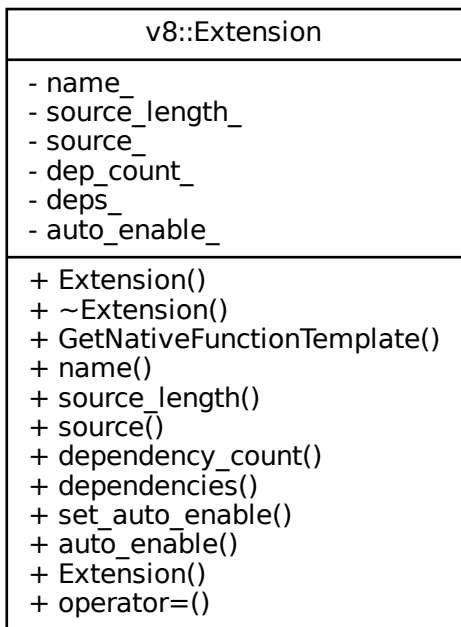 v8::Extension
- name_
- source_length_
- source_
- dep_count_
- deps_
- auto_enable_
+ Extension()
+ ~Extension()
+ GetNativeFunctionTemplate()
+ name()
+ source_length()
+ source()
+ dependency_count()
+ dependencies()
+ set_auto_enable()
+ auto_enable()
+ Extension()
+ operator=()